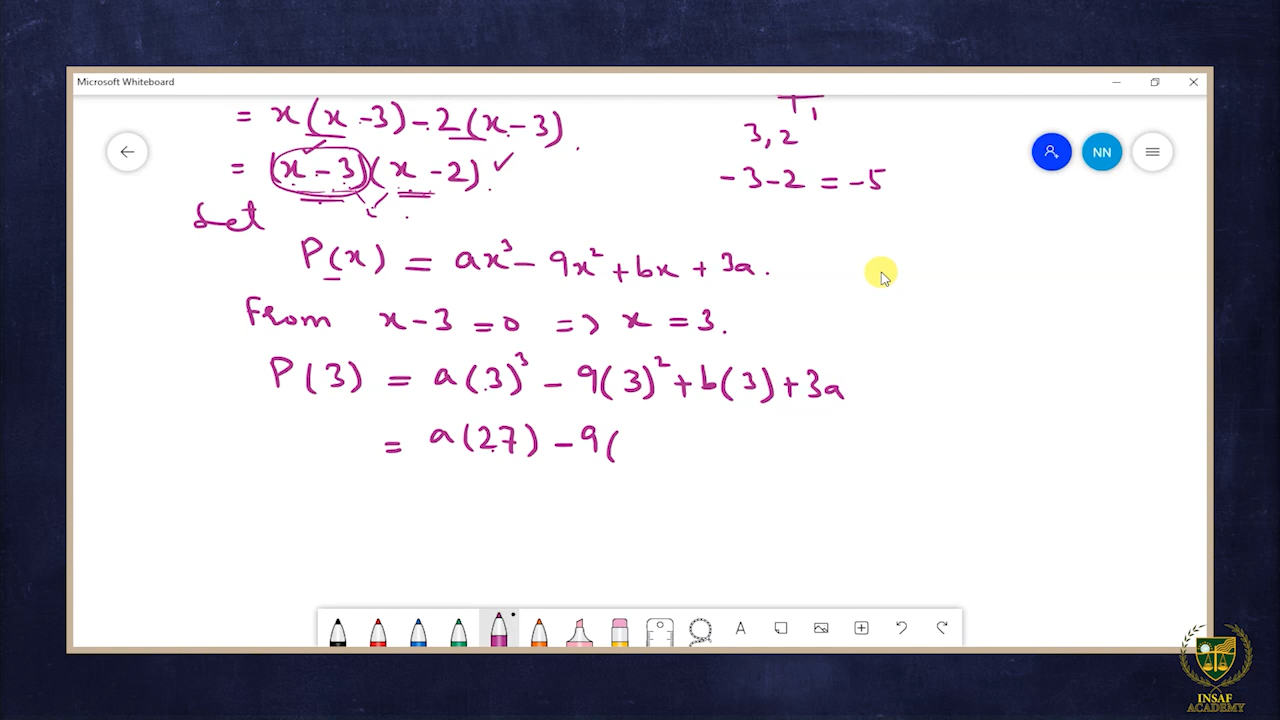 Microsoft Whiteboard
= x(x-3)-2(x-3).
= (x-3)(x-2). ✓
3, 2
-3-2 = -5
NN
Let
P(x) = ax³ - 9x² + bx + 3a.
From x-3 = 0 => x = 3.
P(3) = a(3)³ - 9(3)² + b(3) + 3a
= a(27) - 9(
A
INSAF
ACADEMY